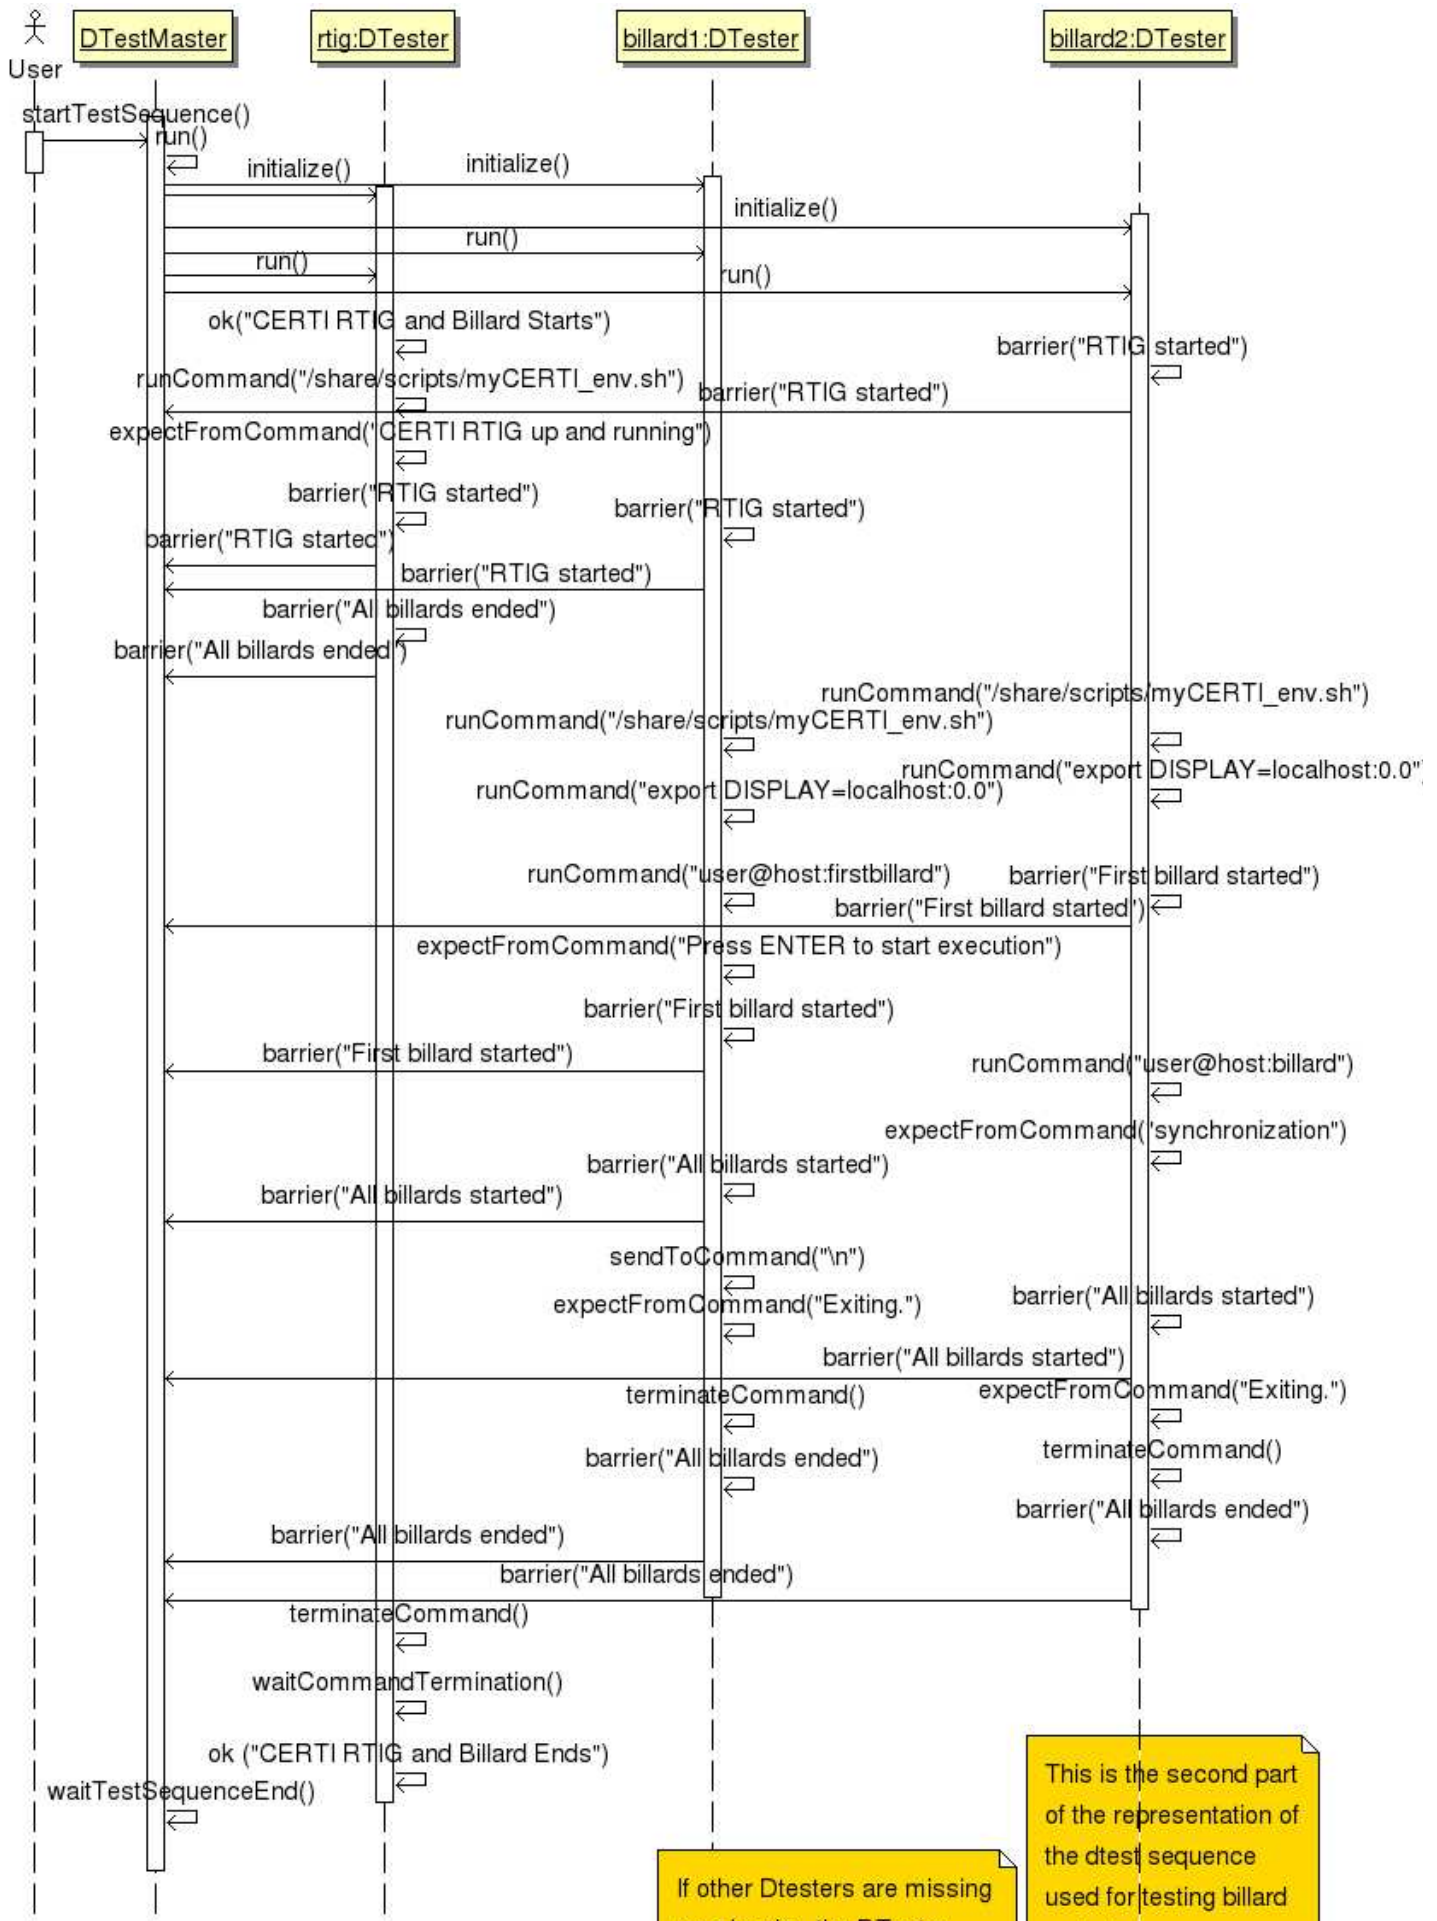 DTestMaster
rtig:DTester
billard1:DTester
billard2:DTester
User
startTestSequence()
run()
initialize()
initialize()
initialize()
run()
run()
run()
ok("CERTI RTIG and Billard Starts")
barrier("RTIG started")
runCommand("/share/scripts/myCERTI_env.sh")
barrier("RTIG started")
expectFromCommand("CERTI RTIG up and running")
barrier("RTIG started")
barrier("RTIG started")
barrier("RTIG started")
barrier("RTIG started")
barrier("All billards ended")
barrier("All billards ended")
runCommand("/share/scripts/myCERTI_env.sh")
runCommand("/share/scripts/myCERTI_env.sh")
runCommand("export DISPLAY=localhost:0.0")
runCommand("export DISPLAY=localhost:0.0")
runCommand("user@host:firstbillard")
barrier("First billard started")
barrier("First billard started")
expectFromCommand("Press ENTER to start execution")
barrier("First billard started")
barrier("First billard started")
runCommand("user@host:billard")
expectFromCommand("synchronization")
barrier("All billards started")
barrier("All billards started")
sendToCommand("\n")
barrier("All billards started")
expectFromCommand("Exiting.")
barrier("All billards started")
expectFromCommand("Exiting.")
terminateCommand()
terminateCommand()
barrier("All billards ended")
barrier("All billards ended")
barrier("All billards ended")
barrier("All billards ended")
terminateCommand()
waitCommandTermination()
ok ("CERTI RTIG and Billard Ends")
waitTestSequenceEnd()
This is the second part
of the representation of
the dtest sequence
used for testing billard
If other Dtesters are missing